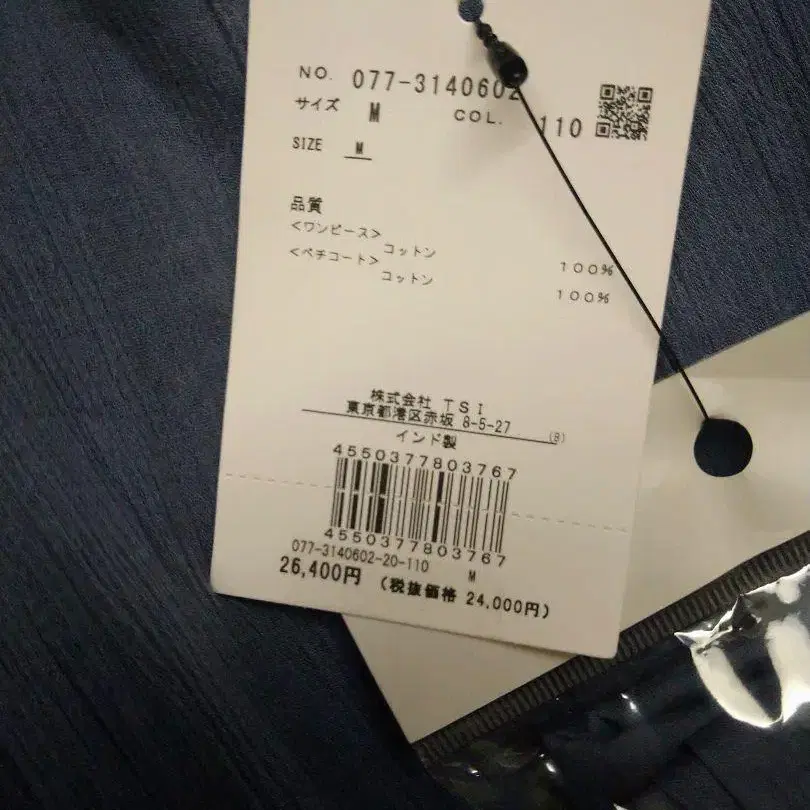 NO. 077-3140602
サイズ M COL. 110
SIZE M
品質
<ワンピース>
コットン 100%
<ペチコート>
コットン 100%
株式会社 TSI
東京都港区赤坂 8-5-27 (B)
インド製
4550377803767
4550377803767
077-3140602-20-110 M
26,400円 (税抜価格 24,000円)